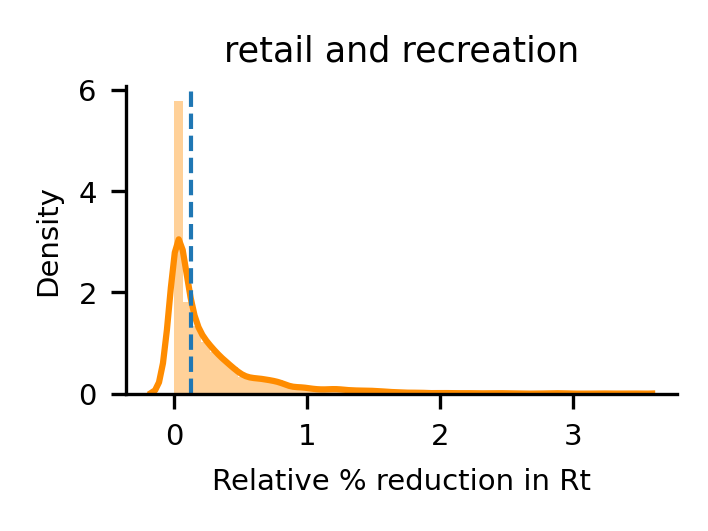 retail and recreation
6
4
2
0
Density
0 1 2 3
Relative % reduction in Rt